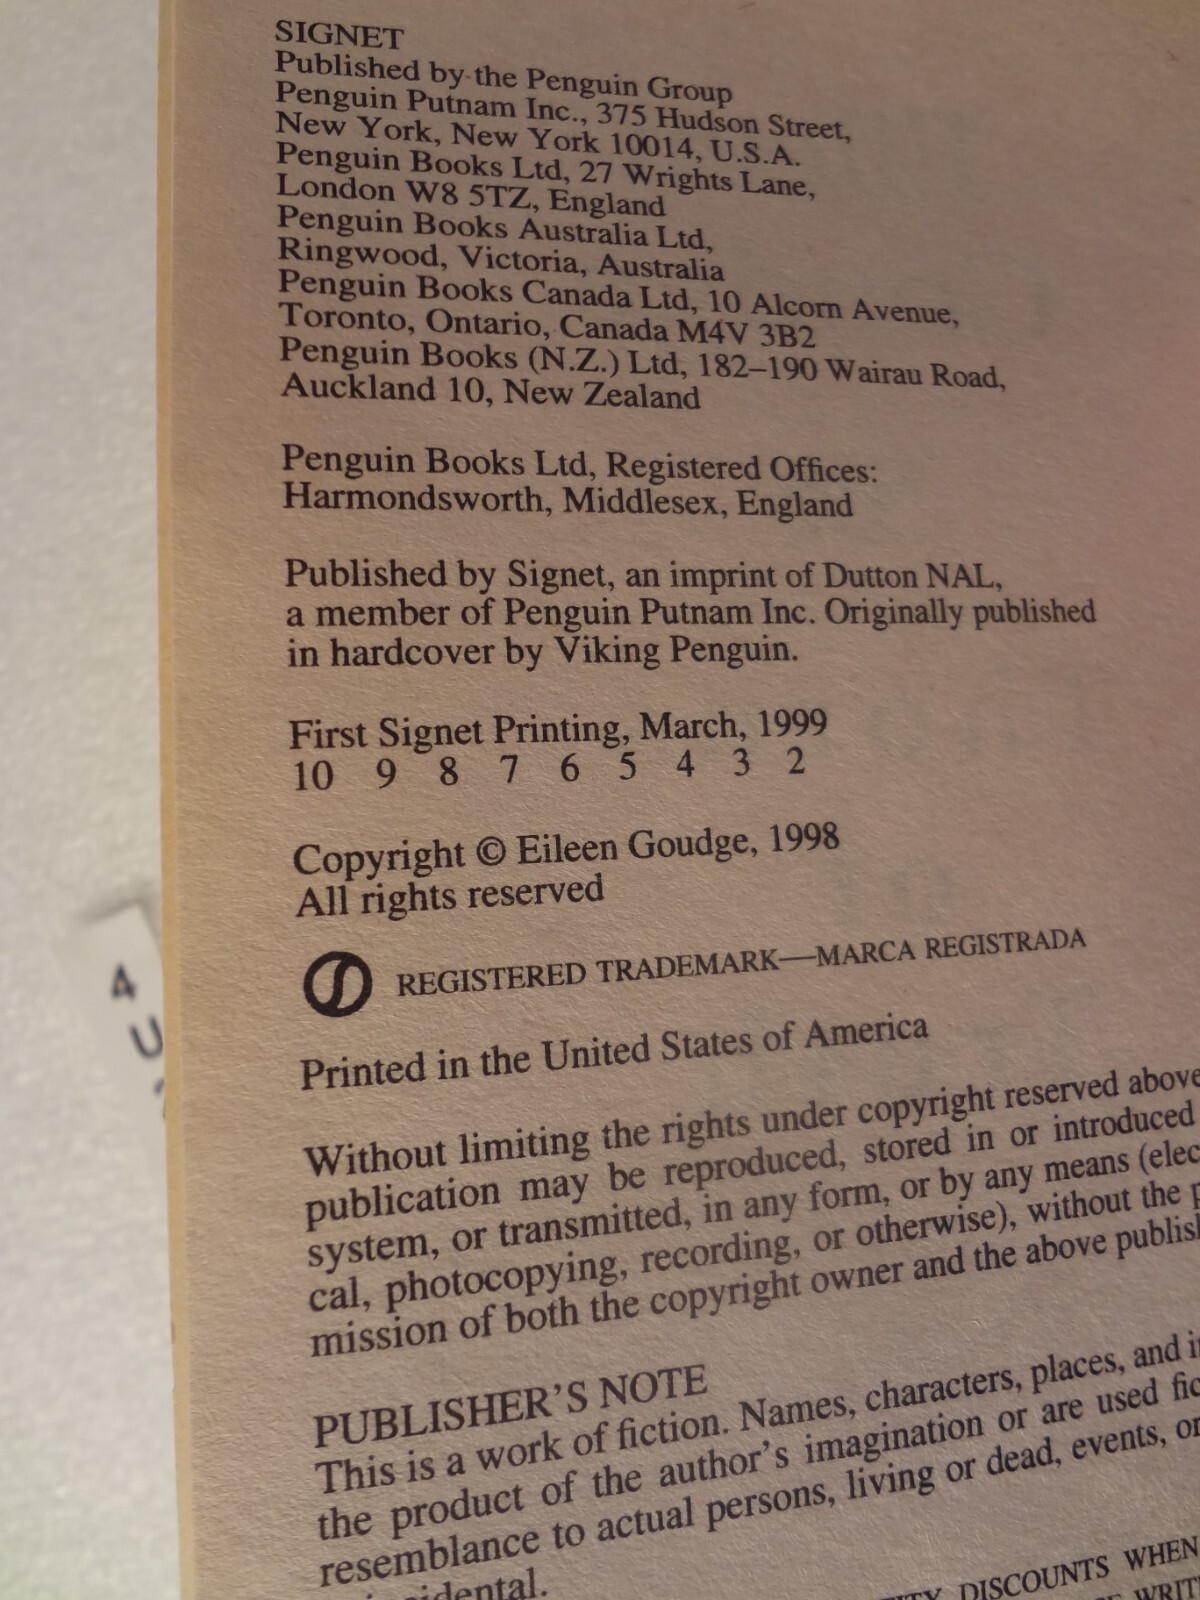 SIGNET
Published by the Penguin Group
Penguin Putnam Inc., 375 Hudson Street,
New York, New York 10014, U.S.A.
Penguin Books Ltd, 27 Wrights Lane,
London W8 5TZ, England
Penguin Books Australia Ltd,
Ringwood, Victoria, Australia
Penguin Books Canada Ltd, 10 Alcorn Avenue,
Toronto, Ontario, Canada M4V 3B2
Penguin Books (N.Z.) Ltd, 182–190 Wairau Road,
Auckland 10, New Zealand
Penguin Books Ltd, Registered Offices:
Harmondsworth, Middlesex, England
Published by Signet, an imprint of Dutton NAL,
a member of Penguin Putnam Inc. Originally published
in hardcover by Viking Penguin.
First Signet Printing, March, 1999
10 9 8 7 6 5 4 3 2
Copyright © Eileen Goudge, 1998
All rights reserved
REGISTERED TRADEMARK—MARCA REGISTRADA
Printed in the United States of America
Without limiting the rights under copyright reserved above
publication may be reproduced, stored in or introduced
system, or transmitted, in any form, or by any means (elec
cal, photocopying, recording, or otherwise), without the p
mission of both the copyright owner and the above publis
PUBLISHER'S NOTE
This is a work of fiction. Names, characters, places, and i
the product of the author's imagination or are used fic
resemblance to actual persons, living or dead, events, or
idental.
DISCOUNTS WHEN
WRIT
4
U